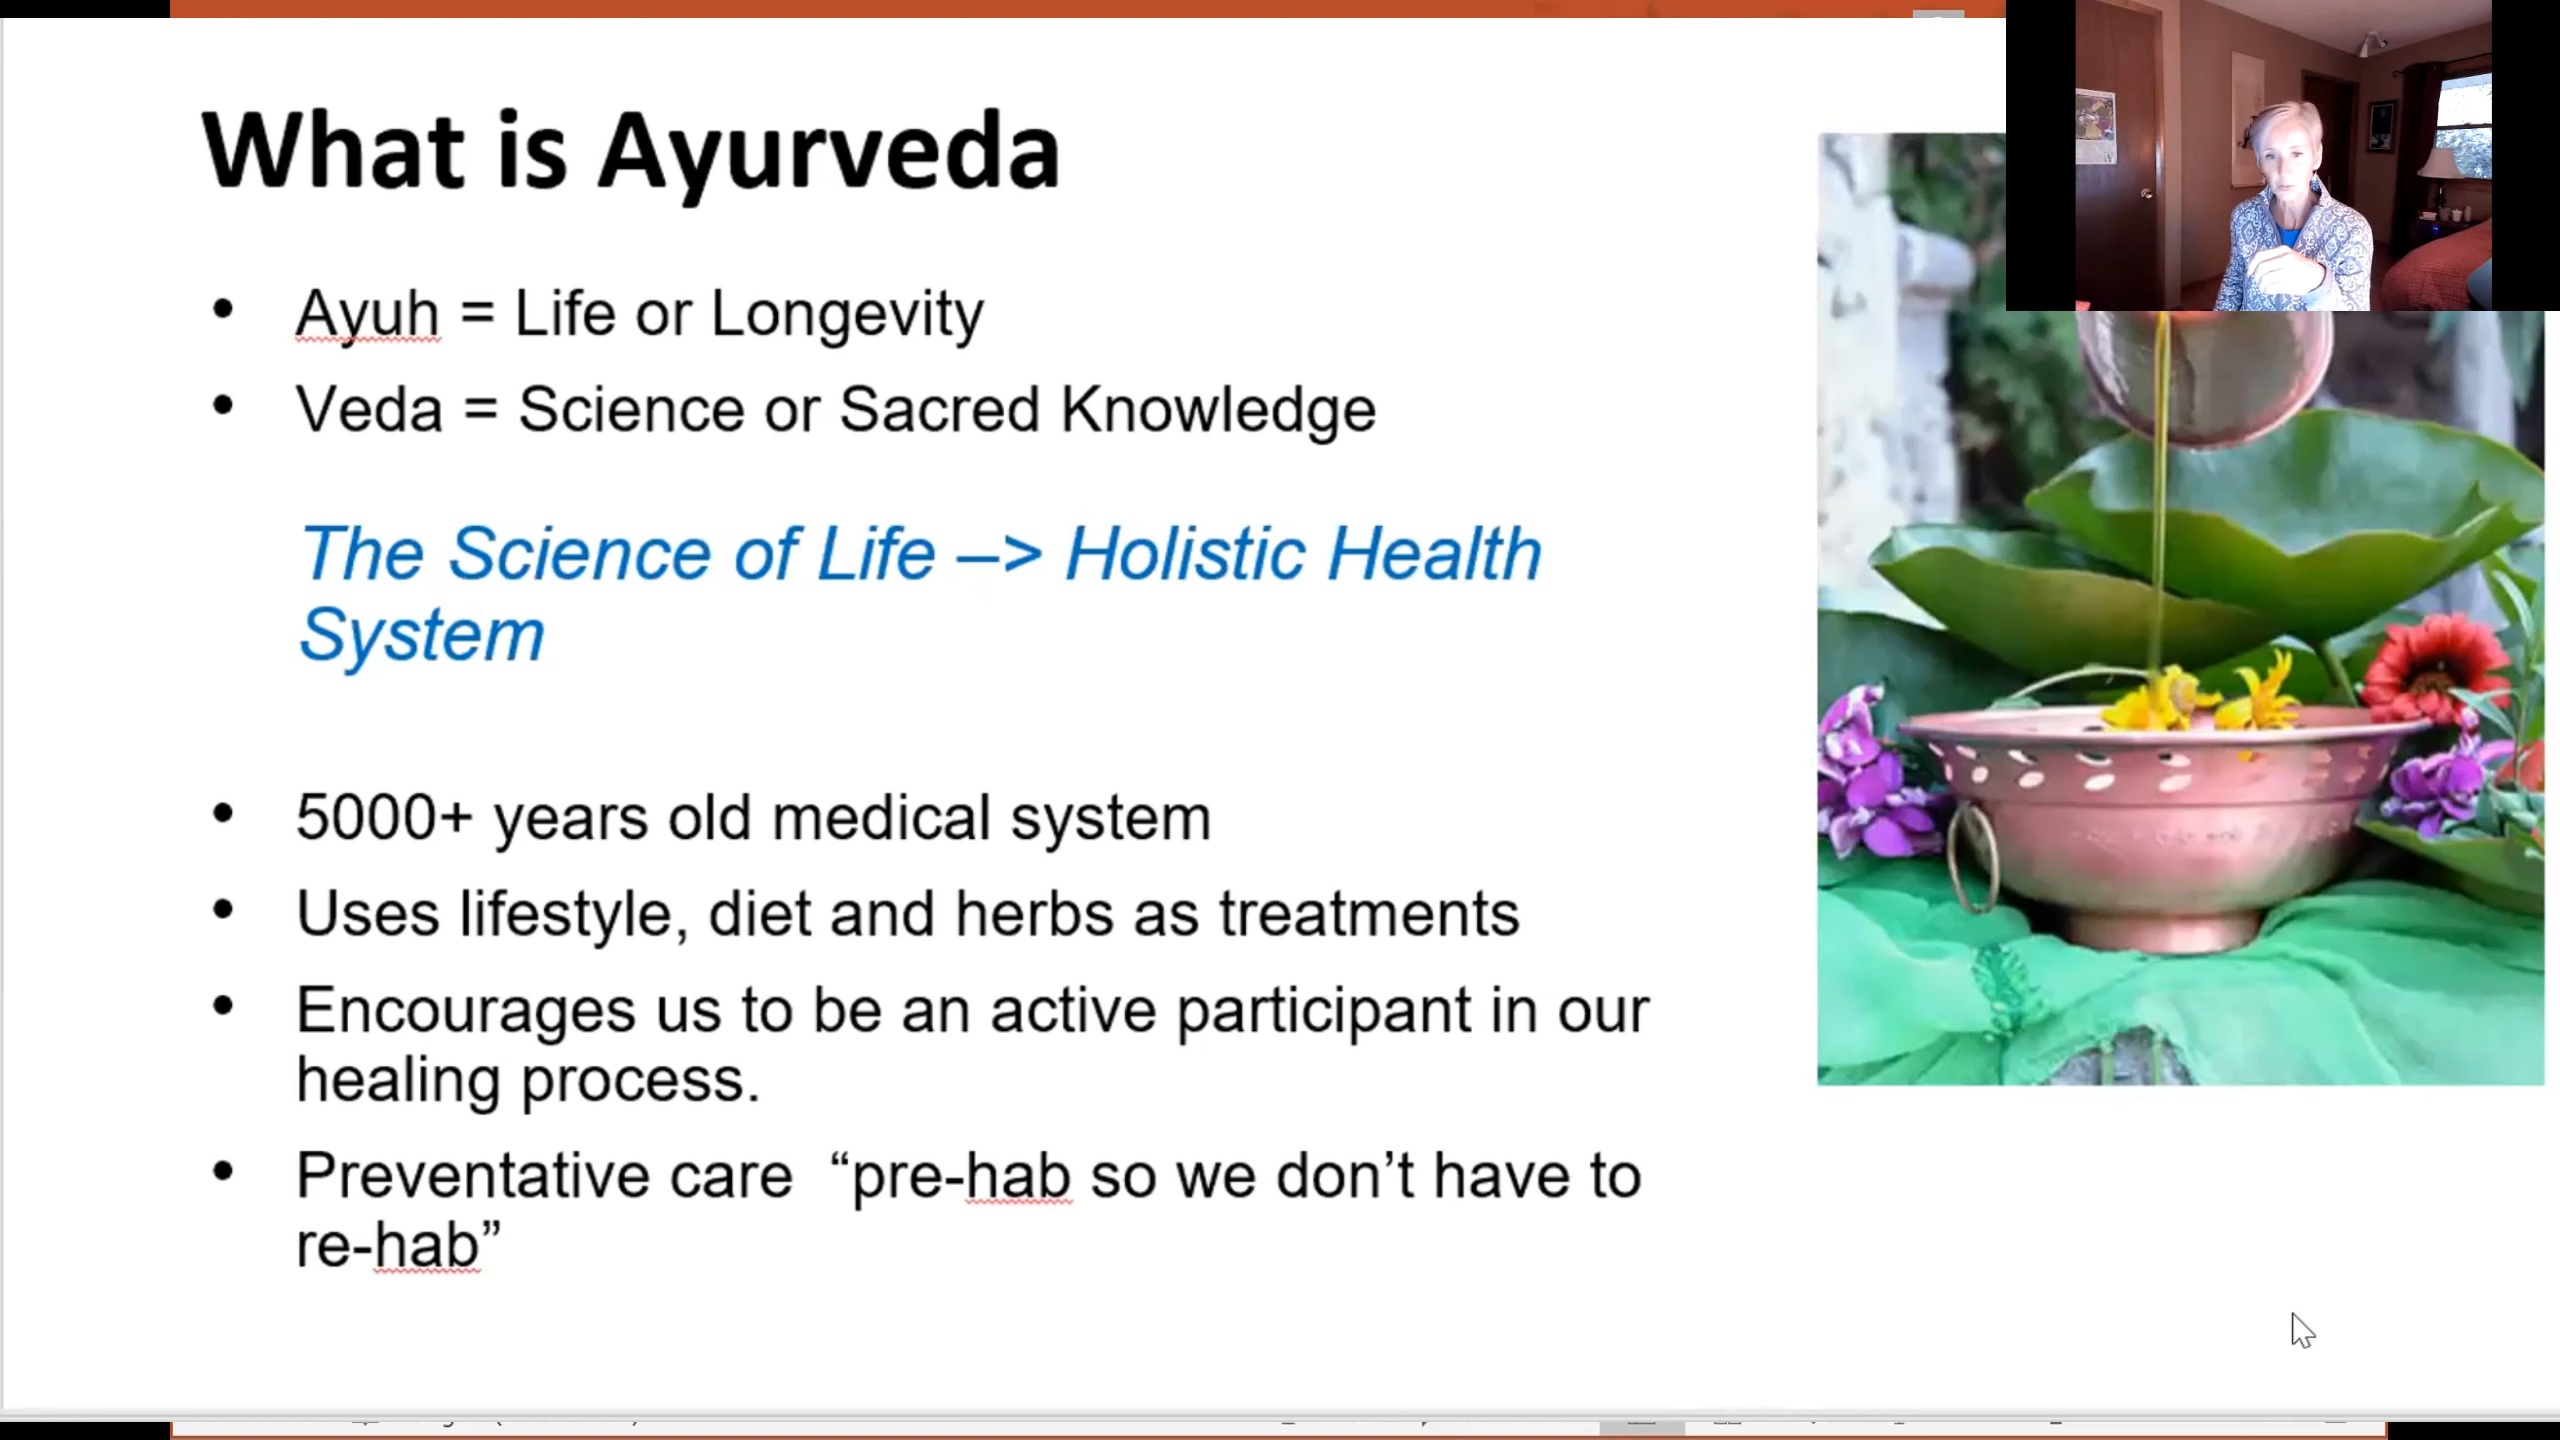 What is Ayurveda
• Ayuh = Life or Longevity
• Veda = Science or Sacred Knowledge
The Science of Life –> Holistic Health
System
• 5000+ years old medical system
• Uses lifestyle, diet and herbs as treatments
• Encourages us to be an active participant in our
healing process.
• Preventative care “pre-hab so we don’t have to
re-hab”